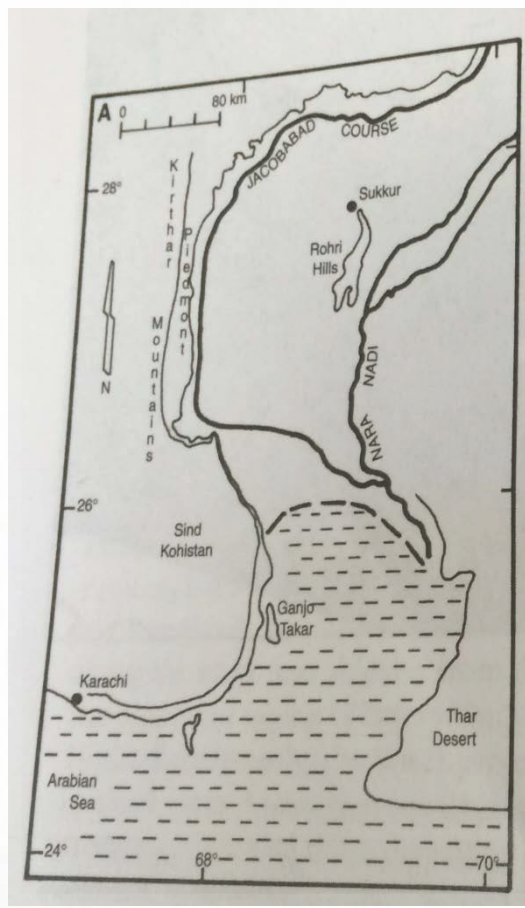 A
0 80 km
JACOBABAD COURSE
28°
Kirthar Mountains
Piedmont
Sukkur
Rohri
Hills
N
NARA NADI
26°
Sind
Kohistan
Ganjo
Takar
Karachi
Thar
Desert
Arabian
Sea
24°
68°
70°